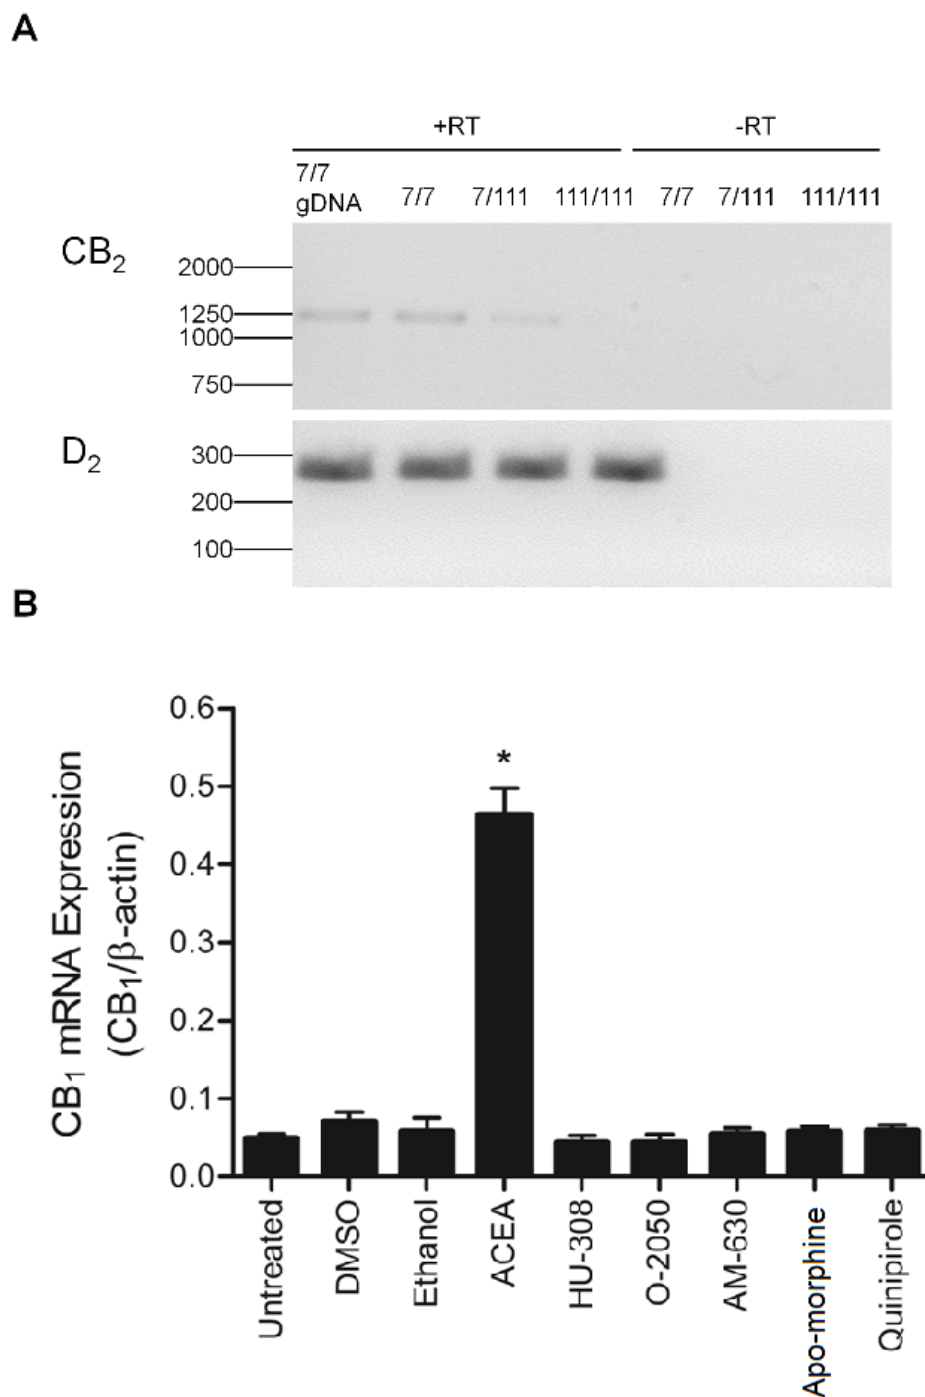 A
+RT -RT
7/7
gDNA 7/7 7/111 111/111 7/7 7/111 111/111
CB2
2000
1250
1000
750
D2
300
200
100
B
CB1 mRNA Expression
(CB1/β-actin)
0.6
0.5
0.4
0.3
0.2
0.1
0.0
*
Untreated
DMSO
Ethanol
ACEA
HU-308
O-2050
AM-630
Apo-morphine
Quinipirole